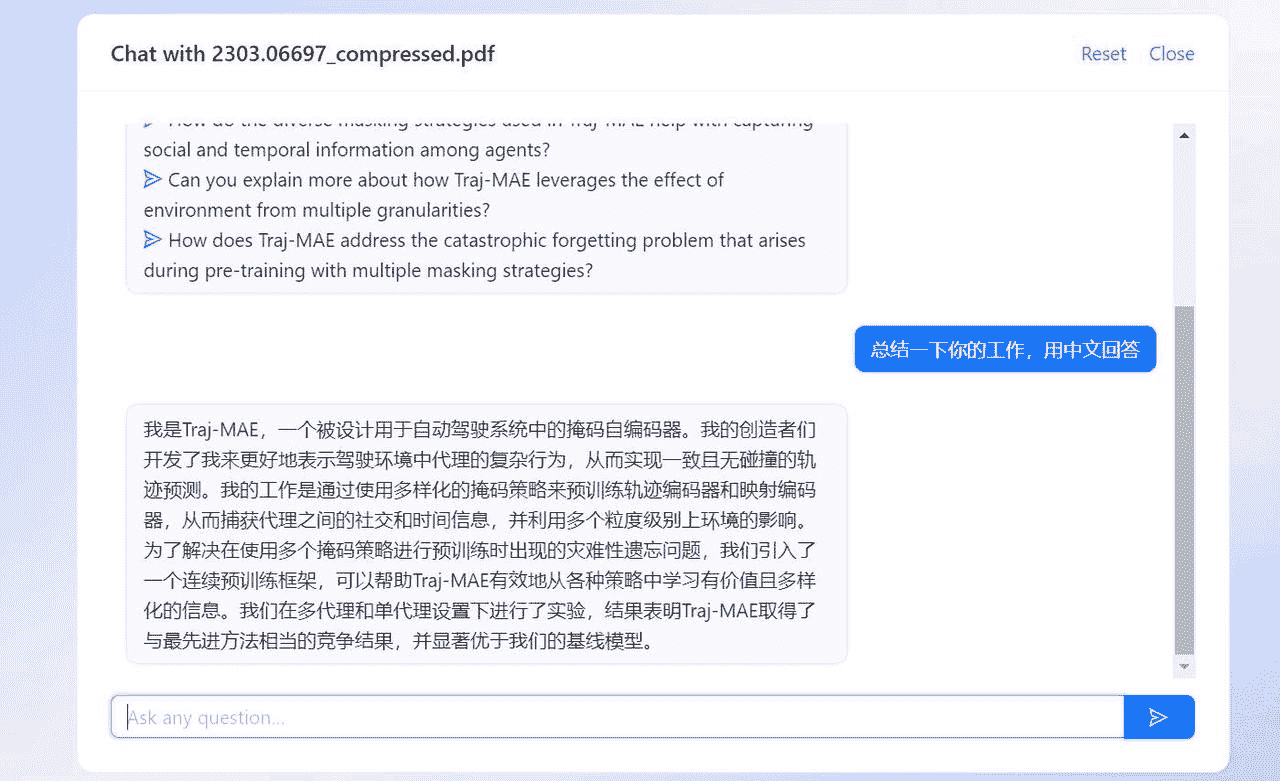 Chat with 2303.06697_compressed.pdf
Reset Close
How do the diverse masking strategies used in Traj-MAE help with capturing
social and temporal information among agents?
Can you explain more about how Traj-MAE leverages the effect of
environment from multiple granularities?
How does Traj-MAE address the catastrophic forgetting problem that arises
during pre-training with multiple masking strategies?
总结一下你的工作，用中文回答
我是Traj-MAE，一个被设计用于自动驾驶系统中的掩码自编码器。我的创造者们
开发了我来更好地表示驾驶环境中代理的复杂行为，从而实现一致且无碰撞的轨
迹预测。我的工作是通过使用多样化的掩码策略来预训练轨迹编码器和映射编码
器，从而捕获代理之间的社交和时间信息，并利用多个粒度级别上环境的影响。
为了解决在使用多个掩码策略进行预训练时出现的灾难性遗忘问题，我们引入了
一个连续预训练框架，可以帮助Traj-MAE有效地从各种策略中学习有价值且多样
化的信息。我们在多代理和单代理设置下进行了实验，结果表明Traj-MAE取得了
与最先进方法相当的竞争结果，并显著优于我们的基线模型。
Ask any question...